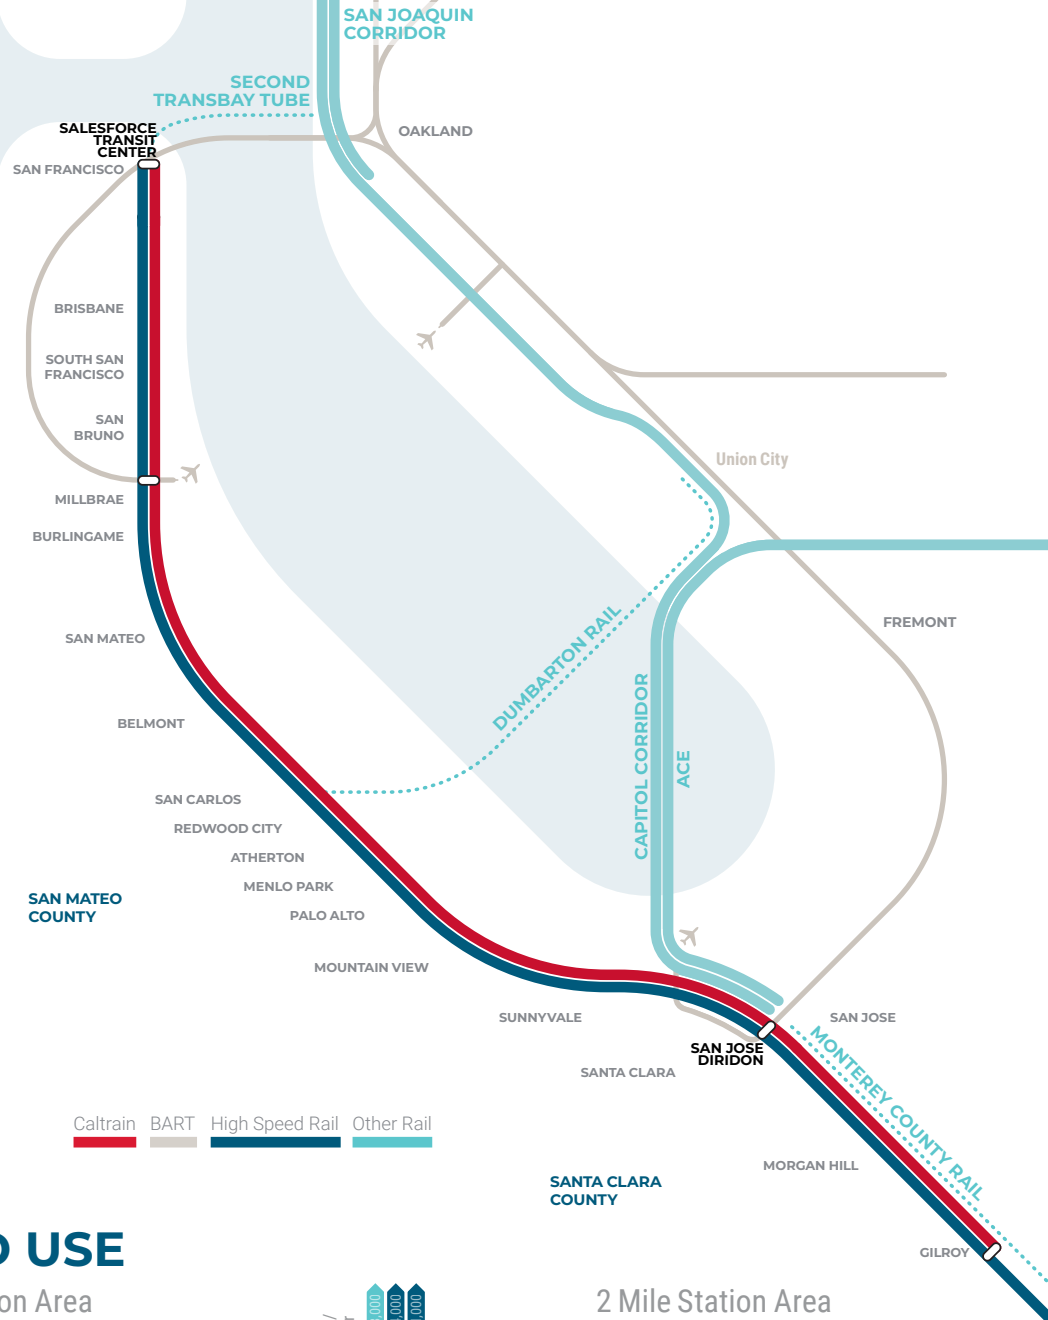 SAN JOAQUIN
CORRIDOR
SECOND
TRANSBAY TUBE
SALESFORCE
TRANSIT
CENTER
OAKLAND
SAN FRANCISCO
BRISBANE
SOUTH SAN
FRANCISCO
SAN
BRUNO
Union City
MILLBRAE
BURLINGAME
FREMONT
SAN MATEO
DUMBARTON RAIL
BELMONT
CAPITOL CORRIDOR
ACE
SAN CARLOS
REDWOOD CITY
ATHERTON
MENLO PARK
SAN MATEO
COUNTY
PALO ALTO
MOUNTAIN VIEW
SUNNYVALE
SAN JOSE
SAN JOSE
DIRIDON
SANTA CLARA
MONTEREY COUNTY RAIL
Caltrain BART High Speed Rail Other Rail
MORGAN HILL
SANTA CLARA
COUNTY
GILROY
USE
on Area
2 Mile Station Area